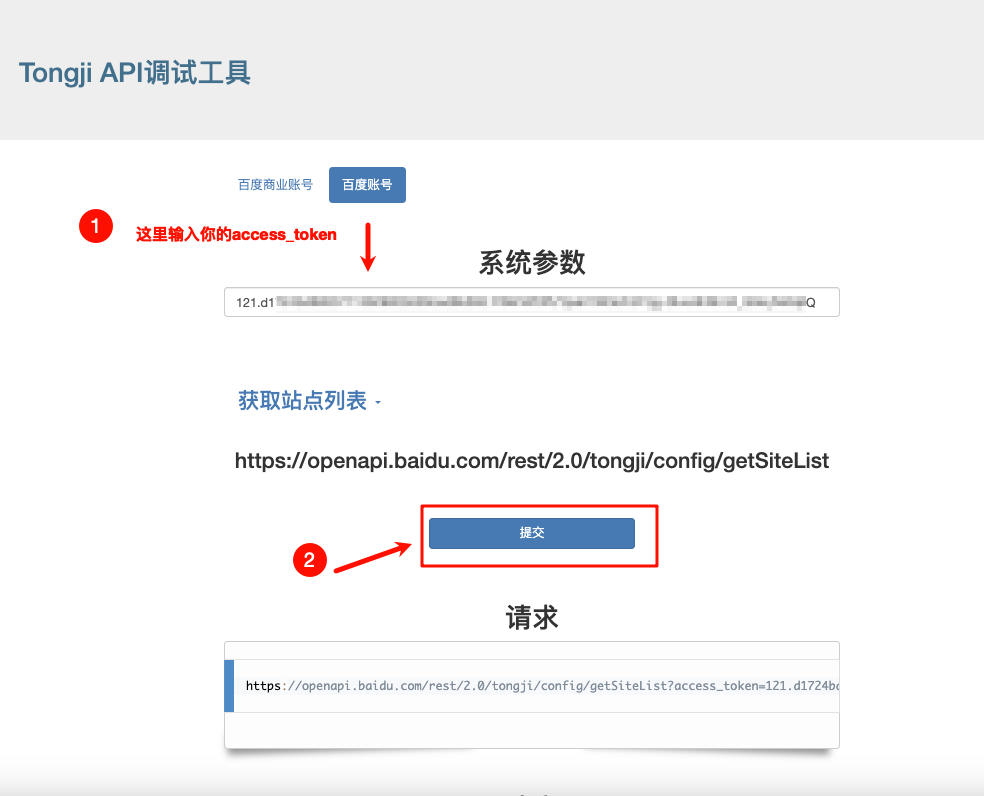 Tongji API调试工具
百度商业账号 百度账号
1 这里输入你的access_token
系统参数
121.d1 Q
获取站点列表
https://openapi.baidu.com/rest/2.0/tongji/config/getSiteList
提交
2
请求
https://openapi.baidu.com/rest/2.0/tongji/config/getSiteList?access_token=121.d1724b